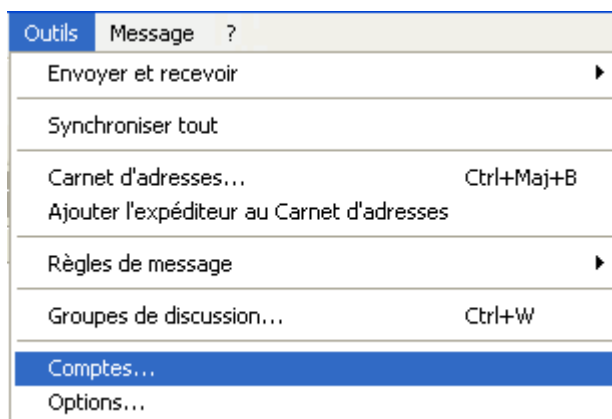 Outils Message ?
Envoyer et recevoir
Synchroniser tout
Carnet d'adresses... Ctrl+Maj+B
Ajouter l'expéditeur au Carnet d'adresses
Règles de message
Groupes de discussion... Ctrl+W
Comptes...
Options...